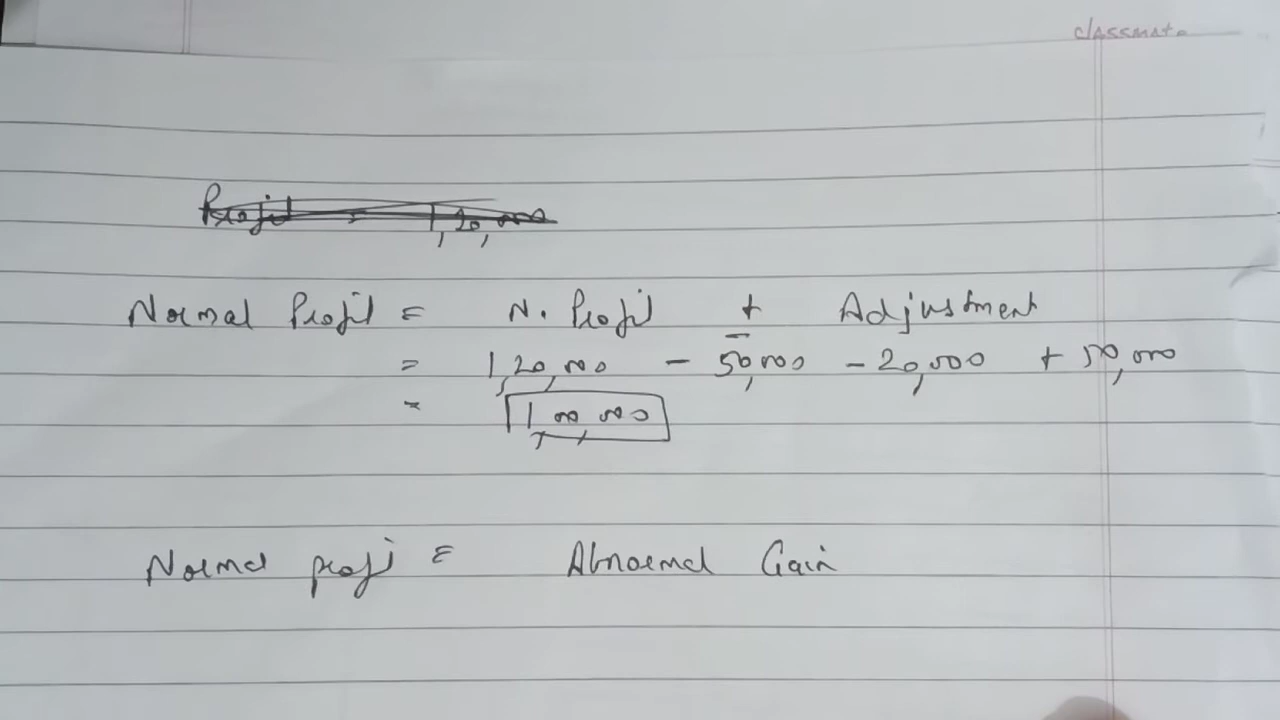 classmate
Profit = 1,20,000
Normal Profit = N. Profit ± Adjustment
= 1,20,000 - 50,000 - 20,000 + 50,000
= 1,00,000
Normal profi = Abnormal Gain